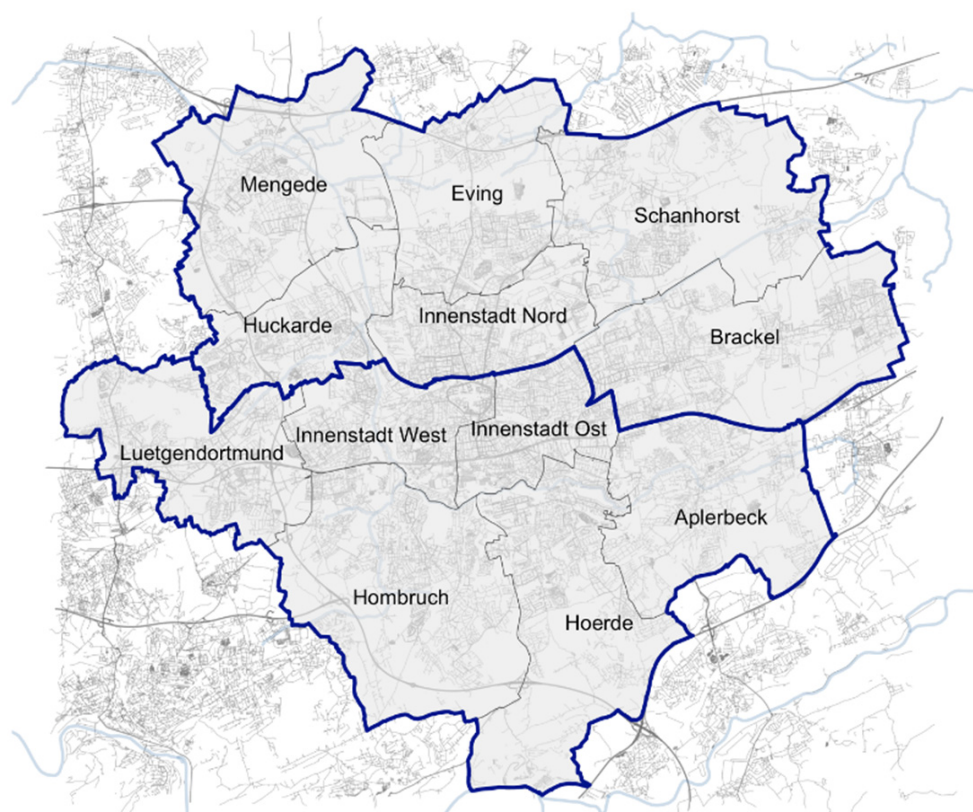 Mengede
Eving
Schanhorst
Huckarde
Innenstadt Nord
Brackel
Luetgendortmund
Innenstadt West
Innenstadt Ost
Aplerbeck
Hombruch
Hoerde